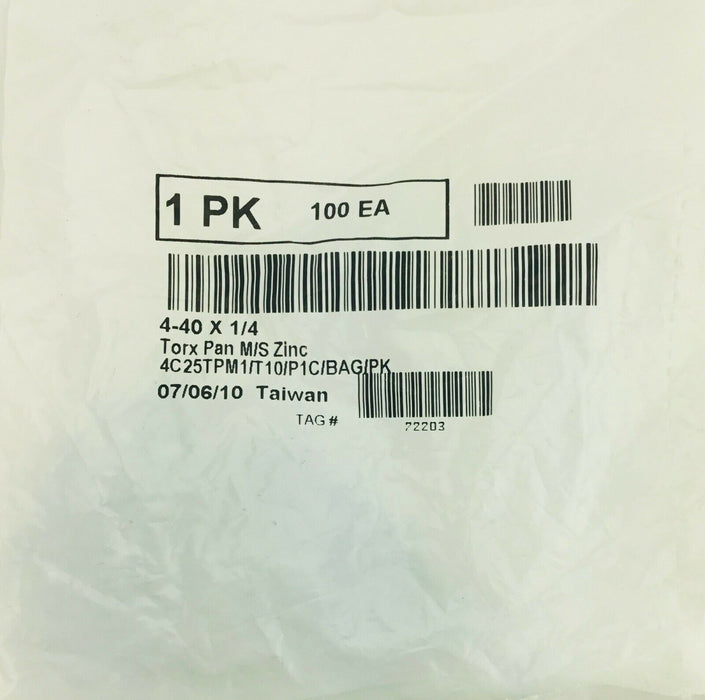 1 PK 100 EA
4-40 X 1/4
Torx Pan M/S Zinc
4C25TPM1/T10/P1C/BAG/PK
07/06/10 Taiwan
TAG # 72203